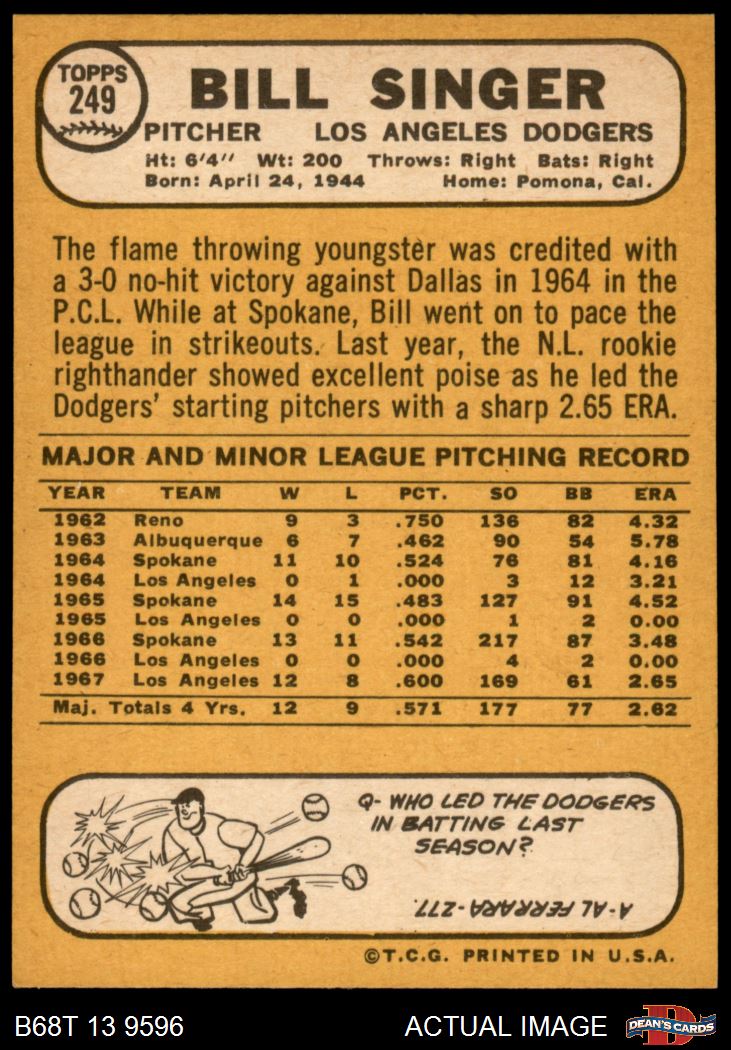 TOPPS
249
BILL SINGER
PITCHER LOS ANGELES DODGERS
Ht: 6'4" Wt: 200 Throws: Right Bats: Right
Born: April 24, 1944 Home: Pomona, Cal.
The flame throwing youngster was credited with
a 3-0 no-hit victory against Dallas in 1964 in the
P.C.L. While at Spokane, Bill went on to pace the
league in strikeouts. Last year, the N.L. rookie
righthander showed excellent poise as he led the
Dodgers' starting pitchers with a sharp 2.65 ERA.
MAJOR AND MINOR LEAGUE PITCHING RECORD
YEAR TEAM W L PCT. SO BB ERA
1962 Reno 9 3 .750 136 82 4.32
1963 Albuquerque 6 7 .462 90 54 5.78
1964 Spokane 11 10 .524 76 81 4.16
1964 Los Angeles 0 1 .000 3 12 3.21
1965 Spokane 14 15 .483 127 91 4.52
1965 Los Angeles 0 0 .000 1 2 0.00
1966 Spokane 13 11 .542 217 87 3.48
1966 Los Angeles 0 0 .000 4 2 0.00
1967 Los Angeles 12 8 .600 169 61 2.65
Maj. Totals 4 Yrs. 12 9 .571 177 77 2.62
Q- WHO LED THE DODGERS
IN BATTING LAST
SEASON?
A-AL FERRARA-277.
©T.C.G. PRINTED IN U.S.A.
B68T 13 9596 ACTUAL IMAGE
D
DEAN'S CARDS